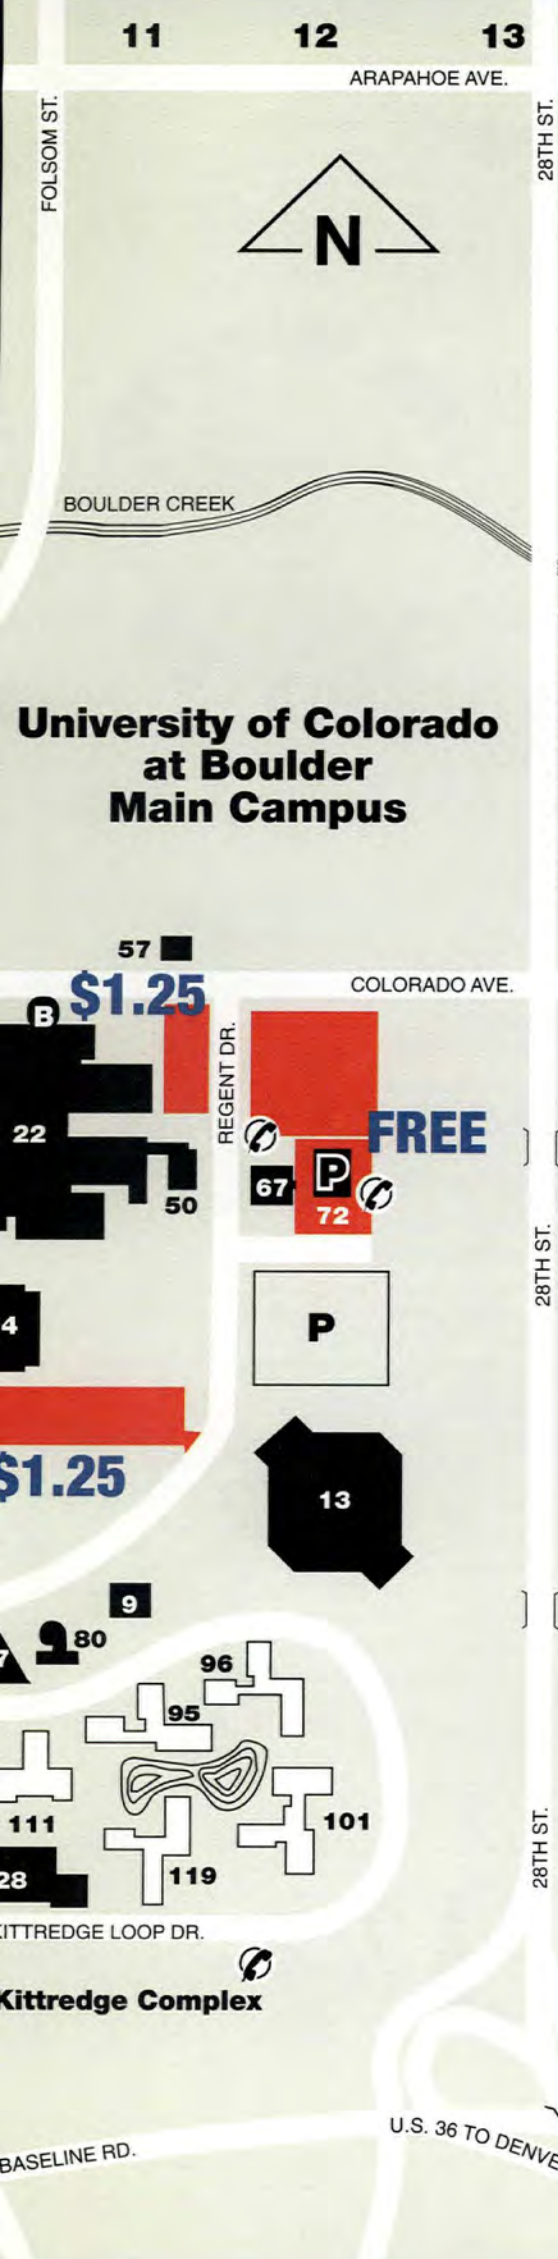 11 12 13
ARAPAHOE AVE.
FOLSOM ST.
28TH ST.
N
BOULDER CREEK
University of Colorado
at Boulder
Main Campus
57
$1.25
COLORADO AVE.
B
REGENT DR.
22
FREE
67
P
72
50
28TH ST.
4
P
$1.25
13
9
80
7
96
95
111
101
28
119
28TH ST.
KITTREDGE LOOP DR.
Kittredge Complex
U.S. 36 TO DENVE
BASELINE RD.